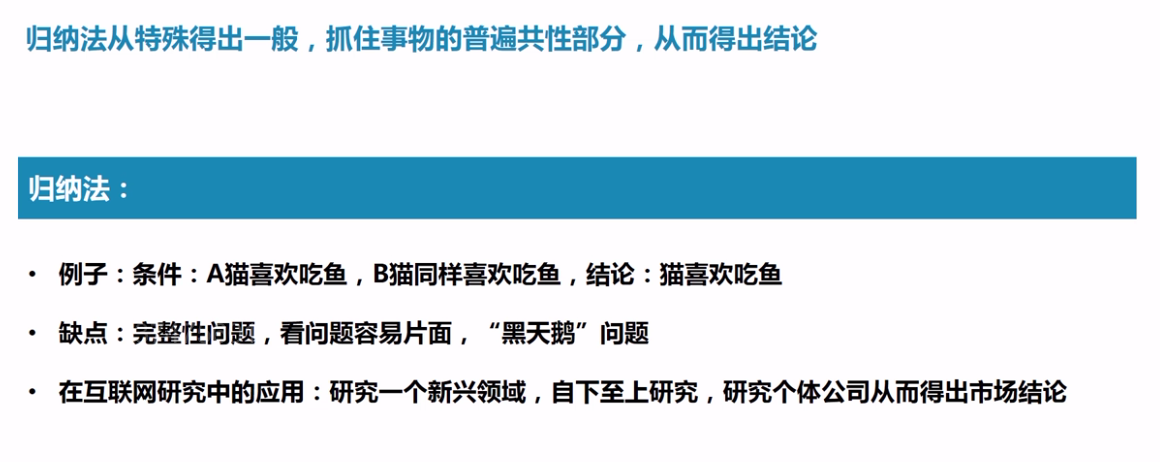 归纳法从特殊得出一般，抓住事物的普遍共性部分，从而得出结论
归纳法：
• 例子：条件：A猫喜欢吃鱼，B猫同样喜欢吃鱼，结论：猫喜欢吃鱼
• 缺点：完整性问题，看问题容易片面，“黑天鹅”问题
• 在互联网研究中的应用：研究一个新兴领域，自下至上研究，研究个体公司从而得出市场结论